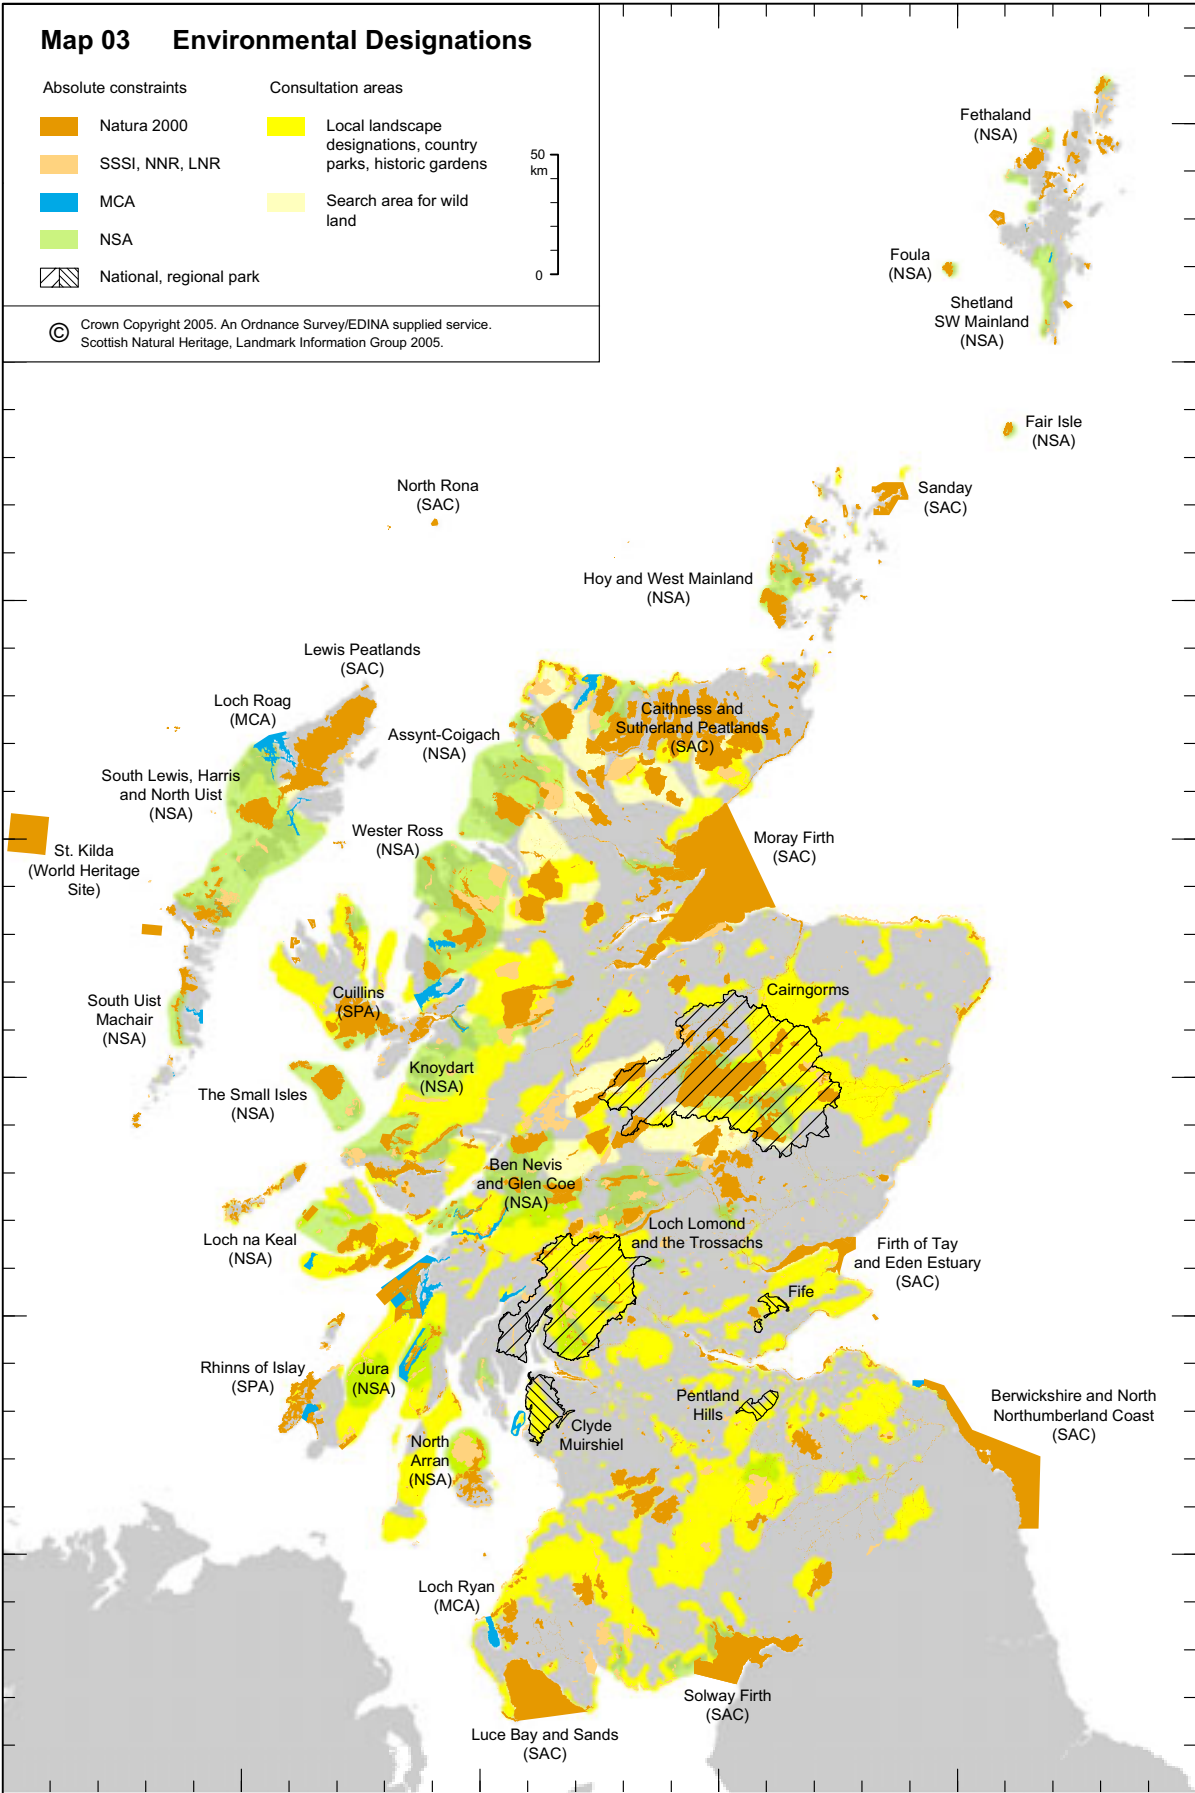 Map 03 Environmental Designations
Absolute constraints
Natura 2000
SSSI, NNR, LNR
MCA
NSA
National, regional park
Consultation areas
Local landscape
designations, country
parks, historic gardens
Search area for wild
land
50
km
0
© Crown Copyright 2005. An Ordnance Survey/EDINA supplied service.
Scottish Natural Heritage, Landmark Information Group 2005.
Fethaland
(NSA)
Foula
(NSA)
Shetland
SW Mainland
(NSA)
Fair Isle
(NSA)
North Rona
(SAC)
Sanday
(SAC)
Hoy and West Mainland
(NSA)
Lewis Peatlands
(SAC)
Loch Roag
(MCA)
Assynt-Coigach
(NSA)
Caithness and
Sutherland Peatlands
(SAC)
South Lewis, Harris
and North Uist
(NSA)
Wester Ross
(NSA)
Moray Firth
(SAC)
St. Kilda
(World Heritage
Site)
Cairngorms
Cuillins
(SPA)
South Uist
Machair
(NSA)
Knoydart
(NSA)
The Small Isles
(NSA)
Ben Nevis
and Glen Coe
(NSA)
Loch na Keal
(NSA)
Loch Lomond
and the Trossachs
Firth of Tay
and Eden Estuary
(SAC)
Fife
Rhinns of Islay
(SPA)
Jura
(NSA)
Pentland
Hills
Berwickshire and North
Northumberland Coast
(SAC)
Clyde
Muirshiel
North
Arran
(NSA)
Loch Ryan
(MCA)
Solway Firth
(SAC)
Luce Bay and Sands
(SAC)